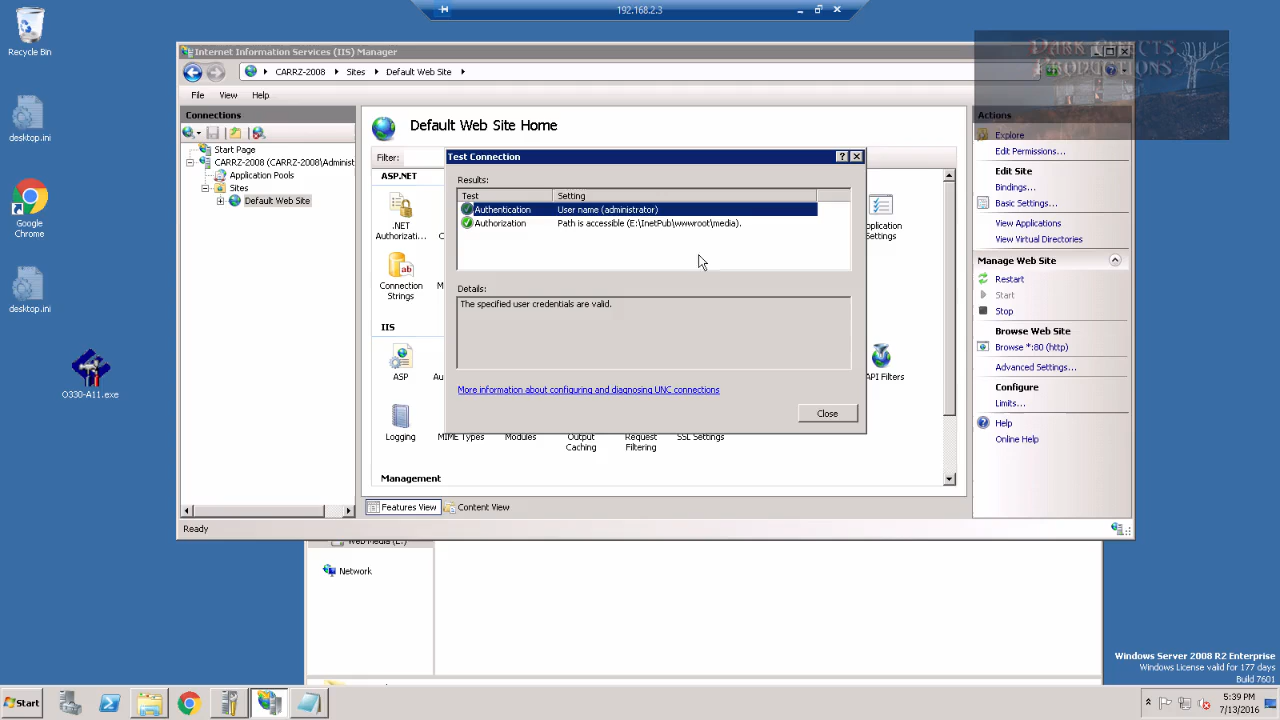 192.168.2.3
Recycle Bin
desktop.ini
Google
Chrome
desktop.ini
O330-A11.exe
Internet Information Services (IIS) Manager
DARK EFFECTS
PRODUCTIONS
CARRZ-2008
Sites
Default Web Site
File
View
Help
Connections
Start Page
CARRZ-2008 (CARRZ-2008\Administ
Application Pools
Sites
Default Web Site
Default Web Site Home
Filter:
ASP.NET
.NET
Authorizati...
Connection
Strings
IIS
ASP
Au
Logging
MIME Types
Modules
Output
Caching
Request
Filtering
SSL Settings
Management
pplication
Settings
API Filters
Test Connection
Results:
Test
Setting
Authentication
User name (administrator)
Authorization
Path is accessible (E:\InetPub\wwwroot\media).
Details:
The specified user credentials are valid.
More information about configuring and diagnosing UNC connections
Close
Features View
Content View
Ready
Actions
Explore
Edit Permissions...
Edit Site
Bindings...
Basic Settings...
View Applications
View Virtual Directories
Manage Web Site
Restart
Start
Stop
Browse Web Site
Browse *:80 (http)
Advanced Settings...
Configure
Limits...
Help
Online Help
Web Media (E:)
Network
Windows Server 2008 R2 Enterprise
Windows License valid for 177 days
Build 7601
Start
5:39 PM
7/13/2016